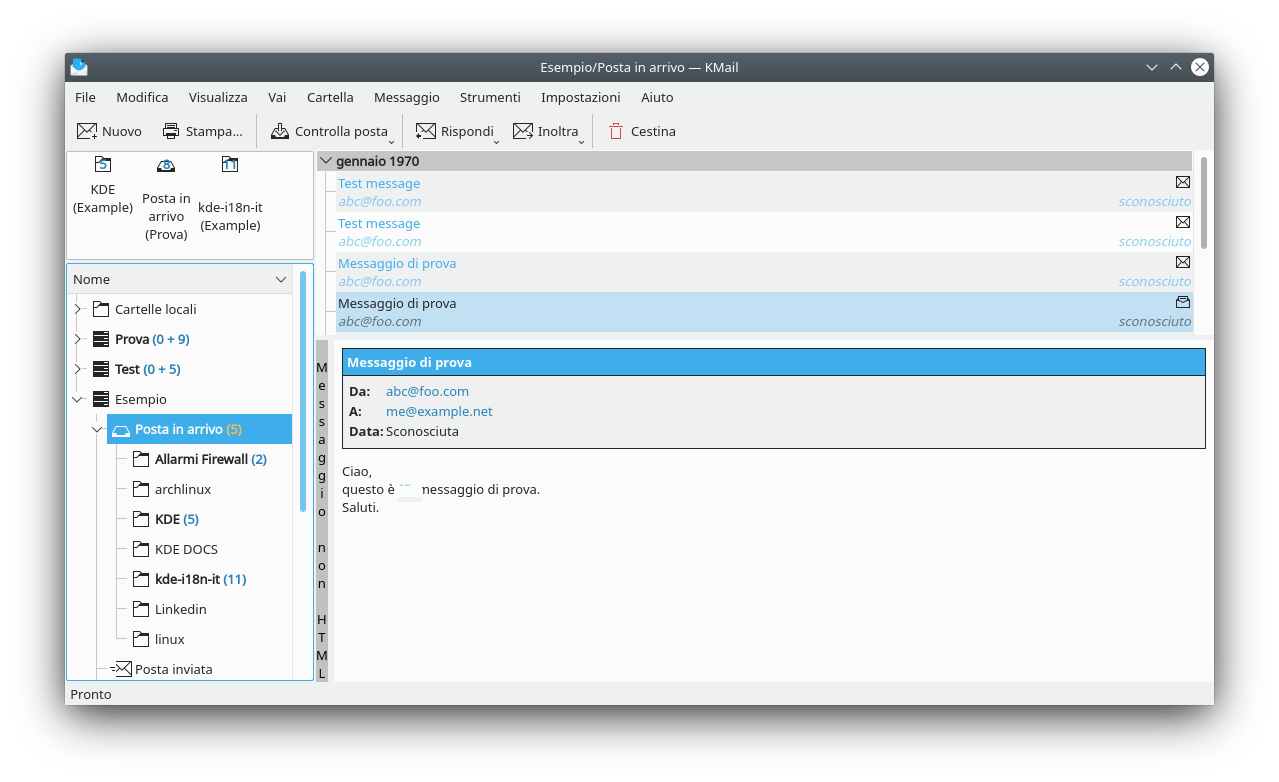 Esempio/Posta in arrivo — KMail
File Modifica Visualizza Vai Cartella Messaggio Strumenti Impostazioni Aiuto
Nuovo Stampa... Controlla posta Rispondi Inoltra Cestina
5 8 11
KDE
(Example)
Posta in
arrivo
(Prova)
kde-i18n-it
(Example)
Nome
Cartelle locali
Prova (0 + 9)
Test (0 + 5)
Esempio
Posta in arrivo (5)
Allarmi Firewall (2)
archlinux
KDE (5)
KDE DOCS
kde-i18n-it (11)
Linkedin
linux
Posta inviata
gennaio 1970
Test message
abc@foo.com sconosciuto
Test message
abc@foo.com sconosciuto
Messaggio di prova
abc@foo.com sconosciuto
Messaggio di prova
abc@foo.com sconosciuto
Messaggio non HTML
Messaggio di prova
Da: abc@foo.com
A: me@example.net
Data: Sconosciuta
Ciao,
questo è messaggio di prova.
Saluti.
Pronto